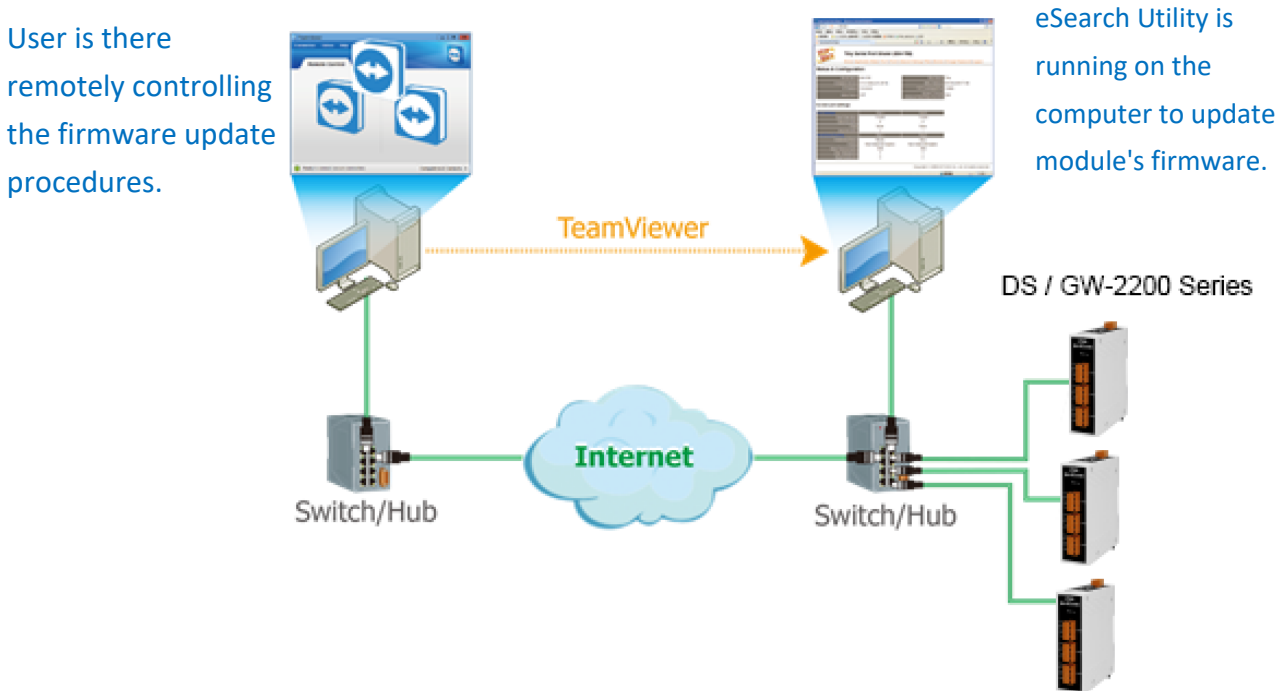 User is there
remotely controlling
the firmware update
procedures.
eSearch Utility is
running on the
computer to update
module's firmware.
TeamViewer
DS / GW-2200 Series
Internet
Switch/Hub
Switch/Hub